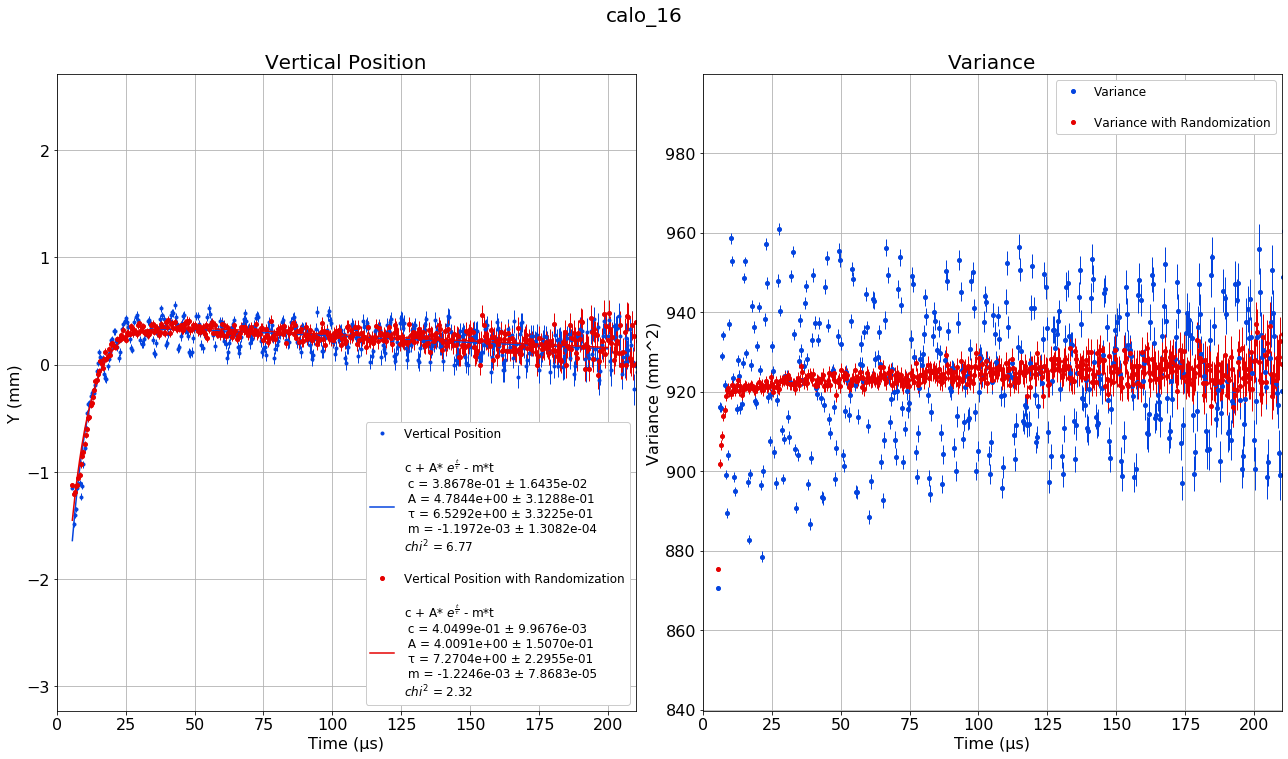 calo_16
Vertical Position
Y (mm)
2
1
0
−1
−2
−3
Vertical Position
c + A* e^{t/τ} - m*t
c = 3.8678e-01 ± 1.6435e-02
A = 4.7844e+00 ± 3.1288e-01
τ = 6.5292e+00 ± 3.3225e-01
m = -1.1972e-03 ± 1.3082e-04
chi² = 6.77
Vertical Position with Randomization
c + A* e^{t/τ} - m*t
c = 4.0499e-01 ± 9.9676e-03
A = 4.0091e+00 ± 1.5070e-01
τ = 7.2704e+00 ± 2.2955e-01
m = -1.2246e-03 ± 7.8683e-05
chi² = 2.32
0 25 50 75 100 125 150 175 200
Time (μs)
Variance
Variance (mm^2)
980
960
940
920
900
880
860
840
Variance
Variance with Randomization
0 25 50 75 100 125 150 175 200
Time (μs)